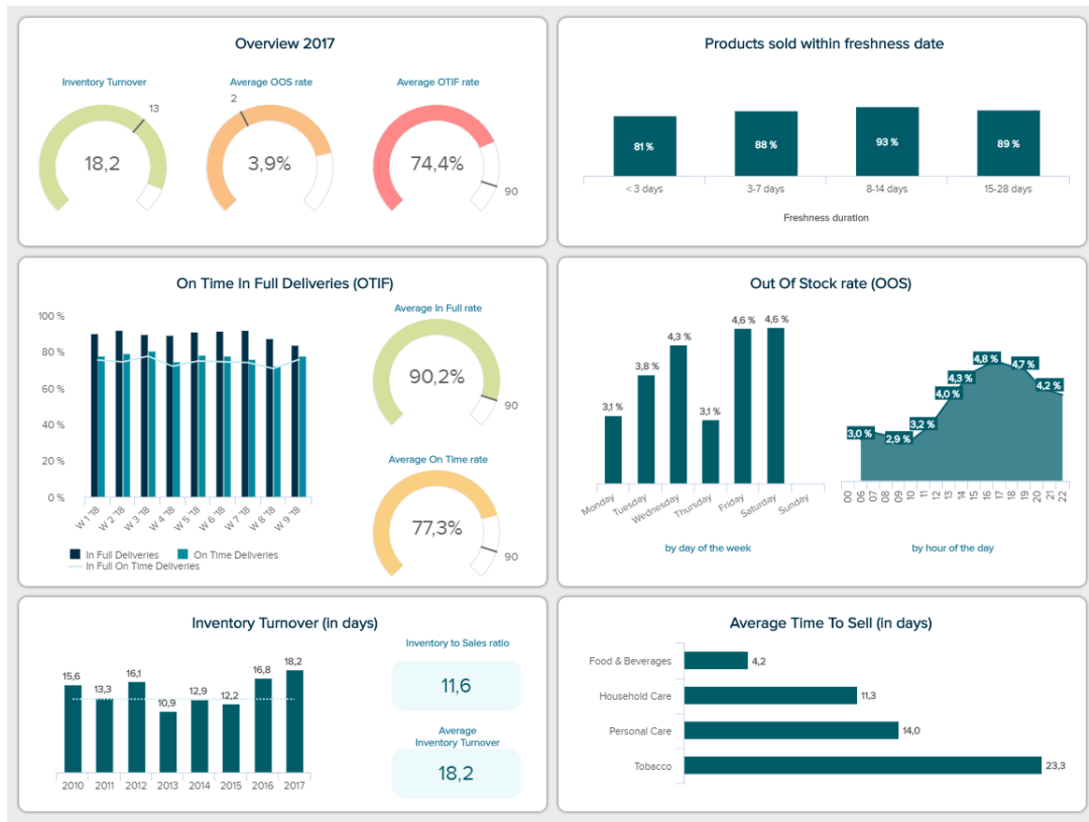 Overview 2017
Inventory Turnover
13
18,2
Average OOS rate
2
3,9%
Average OTIF rate
74,4%
90
Products sold within freshness date
81 %
88 %
93 %
89 %
< 3 days
3-7 days
8-14 days
15-28 days
Freshness duration
On Time In Full Deliveries (OTIF)
100 %
80 %
60 %
40 %
20 %
0 %
W 1 '18
W 2 '18
W 3 '18
W 4 '18
W 5 '18
W 6 '18
W 7 '18
W 8 '18
W 9 '18
In Full Deliveries
On Time Deliveries
In Full On Time Deliveries
Average In Full rate
90,2%
90
Average On Time rate
77,3%
90
Out Of Stock rate (OOS)
3,1 %
3,8 %
4,3 %
3,1 %
4,6 %
4,6 %
Monday
Tuesday
Wednesday
Thursday
Friday
Saturday
Sunday
by day of the week
3,0 %
2,9 %
3,2 %
4,0 %
4,3 %
4,8 %
4,7 %
4,2 %
00
06
07
08
09
10
11
12
13
14
15
16
17
18
19
20
21
22
by hour of the day
Inventory Turnover (in days)
15,6
13,3
16,1
10,9
12,9
12,2
16,8
18,2
2010
2011
2012
2013
2014
2015
2016
2017
Inventory to Sales ratio
11,6
Average
Inventory Turnover
18,2
Average Time To Sell (in days)
Food & Beverages
4,2
Household Care
11,3
Personal Care
14,0
Tobacco
23,3